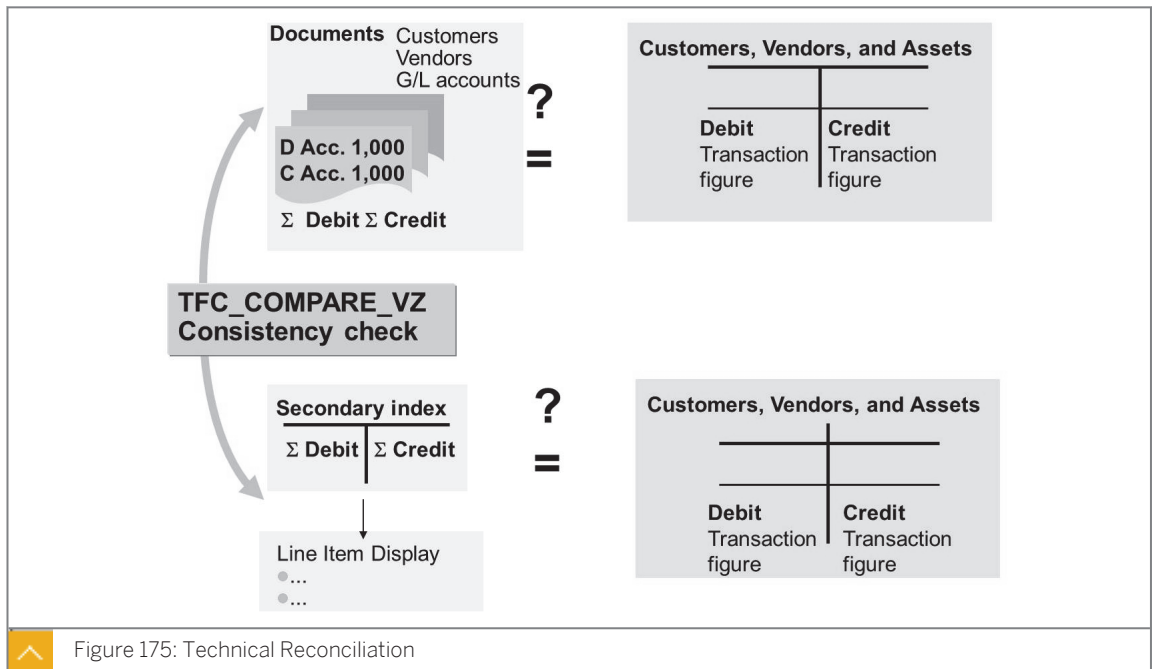 Documents Customers
Vendors
G/L accounts
D Acc. 1,000
C Acc. 1,000
Σ Debit Σ Credit
?
=
Customers, Vendors, and Assets
Debit Credit
Transaction Transaction
figure figure
TFC_COMPARE_VZ
Consistency check
Secondary index
Σ Debit Σ Credit
?
=
Customers, Vendors, and Assets
Debit Credit
Transaction Transaction
figure figure
Line Item Display
...
...
Figure 175: Technical Reconciliation